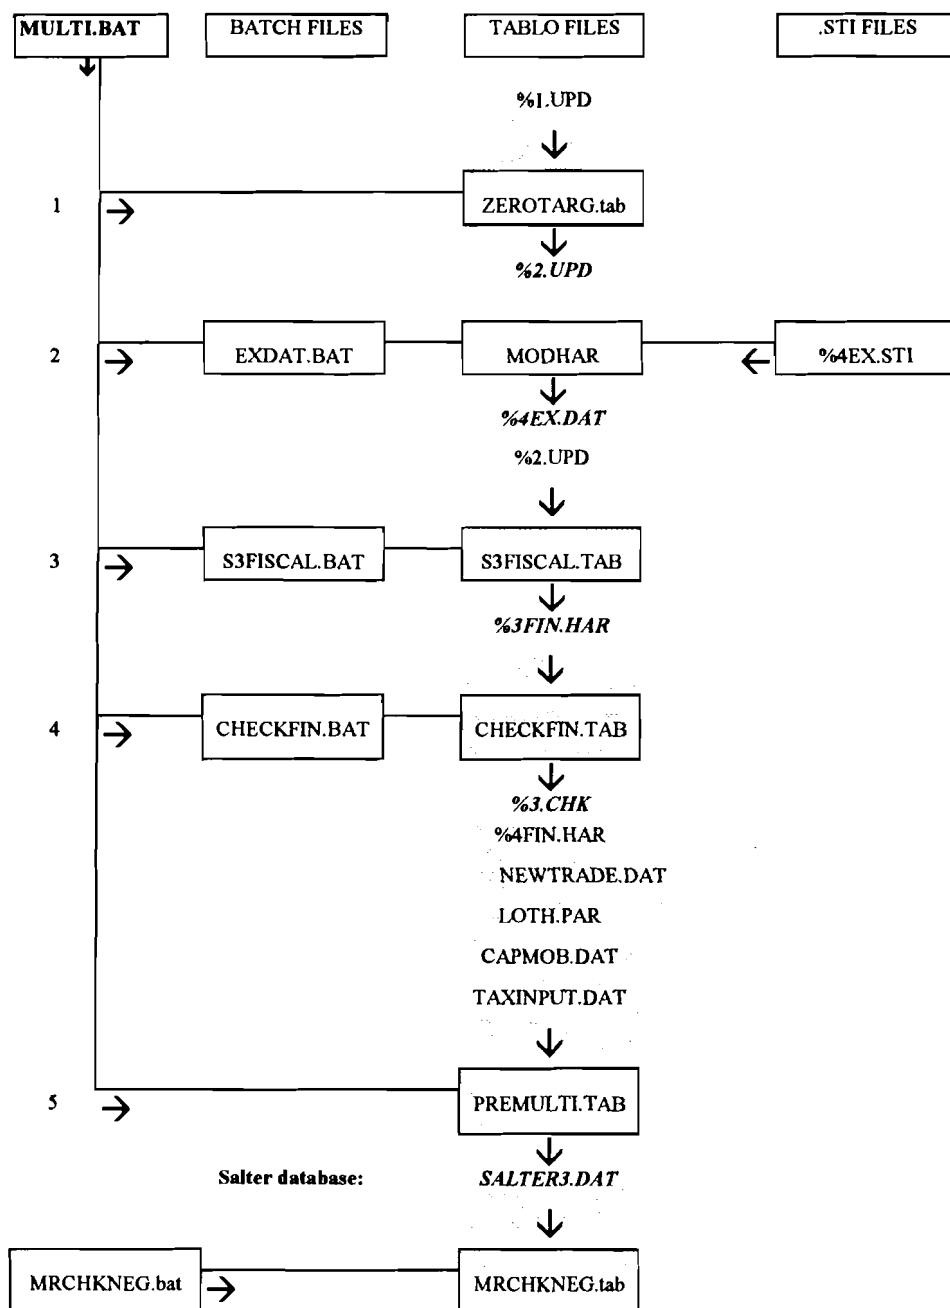 MULTI.BAT BATCH FILES TABLO FILES .STI FILES
%1.UPD
1 ZEROTARG.tab
%2.UPD
2 EXDAT.BAT MODHAR %4EX.STI
%4EX.DAT
%2.UPD
3 S3FISCAL.BAT S3FISCAL.TAB
%3FIN.HAR
4 CHECKFIN.BAT CHECKFIN.TAB
%3.CHK
%4FIN.HAR
NEWTRADE.DAT
LOTH.PAR
CAPMOB.DAT
TAXINPUT.DAT
5 PREMULTI.TAB
Salter database: SALTER3.DAT
MRCHKNEG.bat MRCHKNEG.tab